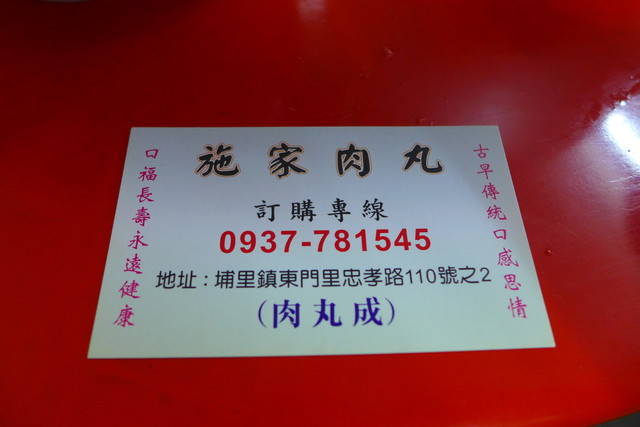 施家肉丸
訂購專線
0937-781545
地址：埔里鎮東門里忠孝路110號之2
(肉丸成)
古早傳統口感思情
口福長壽永遠健康